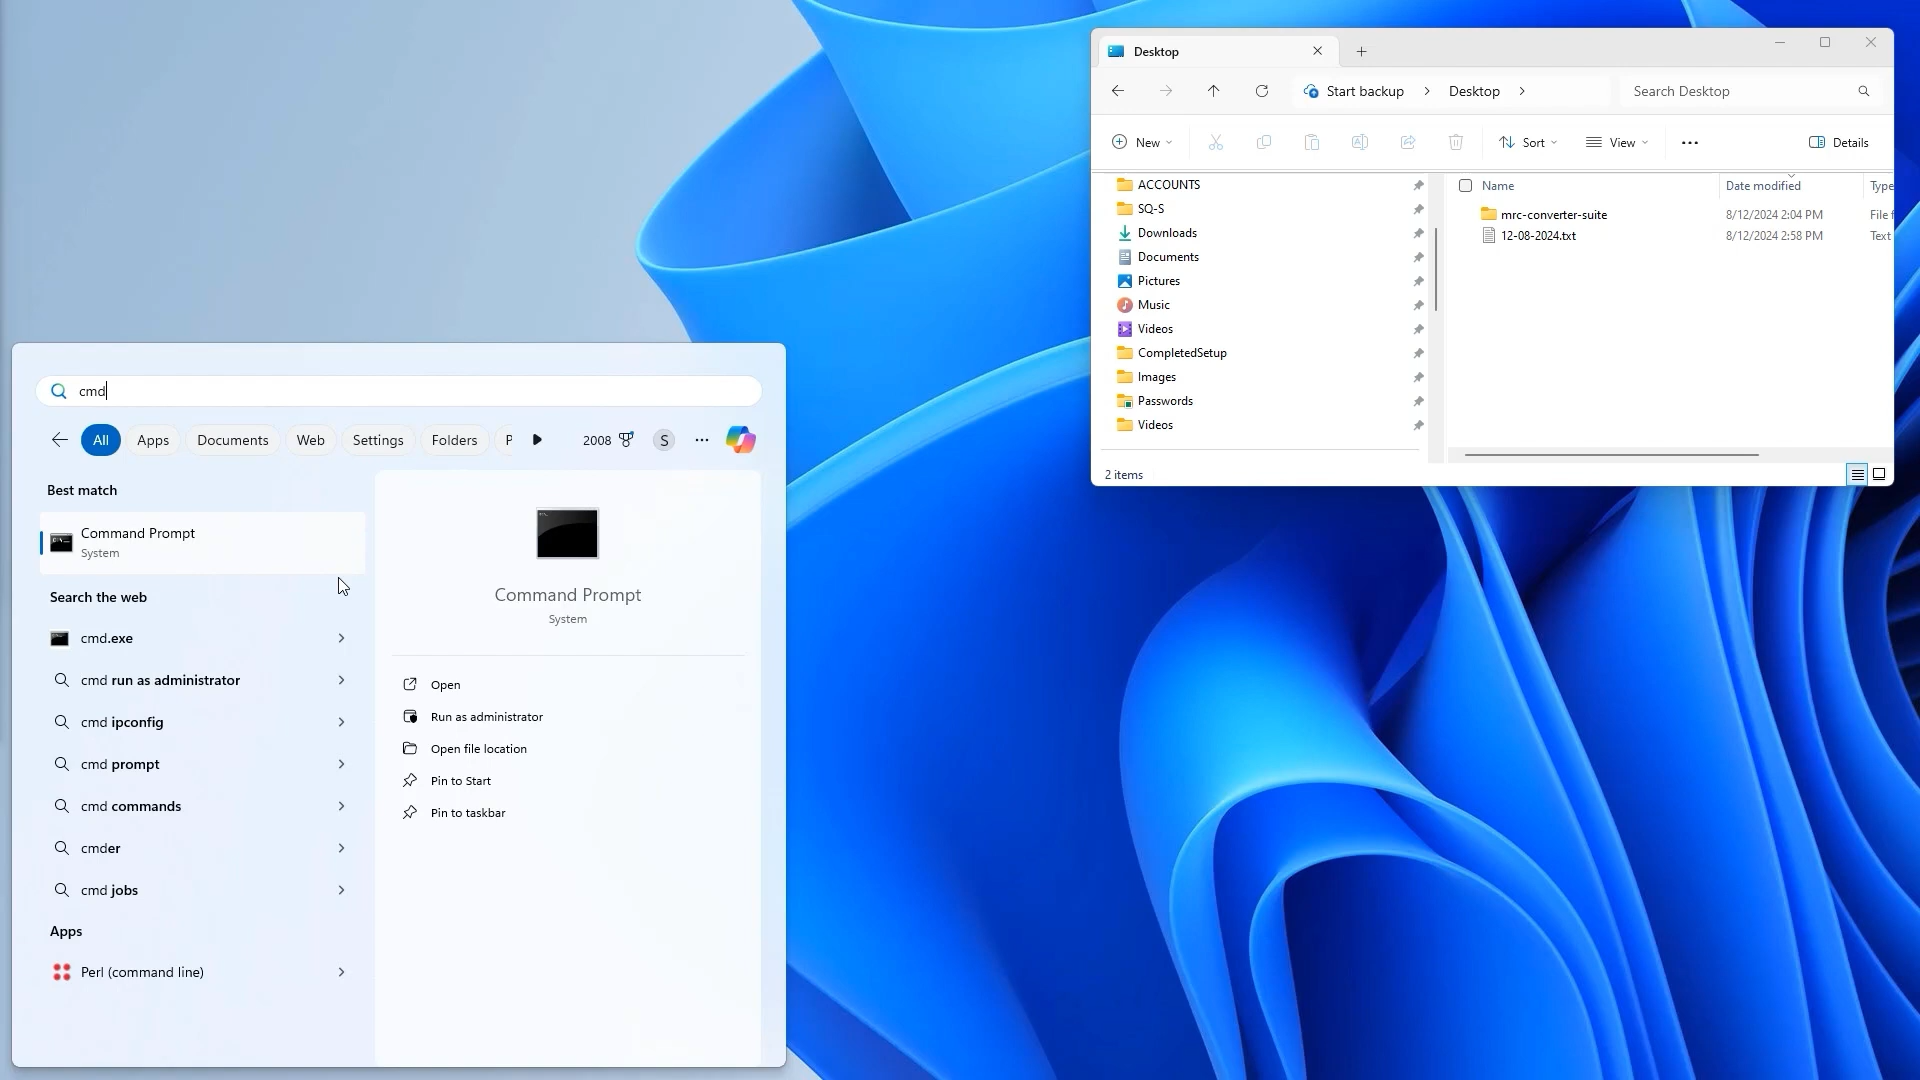 cmd
All Apps Documents Web Settings Folders P 2008 S
Best match
Command Prompt
System
Search the web
cmd.exe
cmd run as administrator
cmd ipconfig
cmd prompt
cmd commands
cmder
cmd jobs
Apps
Perl (command line)
Command Prompt
System
Open
Run as administrator
Open file location
Pin to Start
Pin to taskbar
Desktop
Start backup Desktop Search Desktop
New Sort View Details
ACCOUNTS
SQ-S
Downloads
Documents
Pictures
Music
Videos
CompletedSetup
Images
Passwords
Videos
Name Date modified Type
mrc-converter-suite 8/12/2024 2:04 PM File f
12-08-2024.txt 8/12/2024 2:58 PM Text
2 items